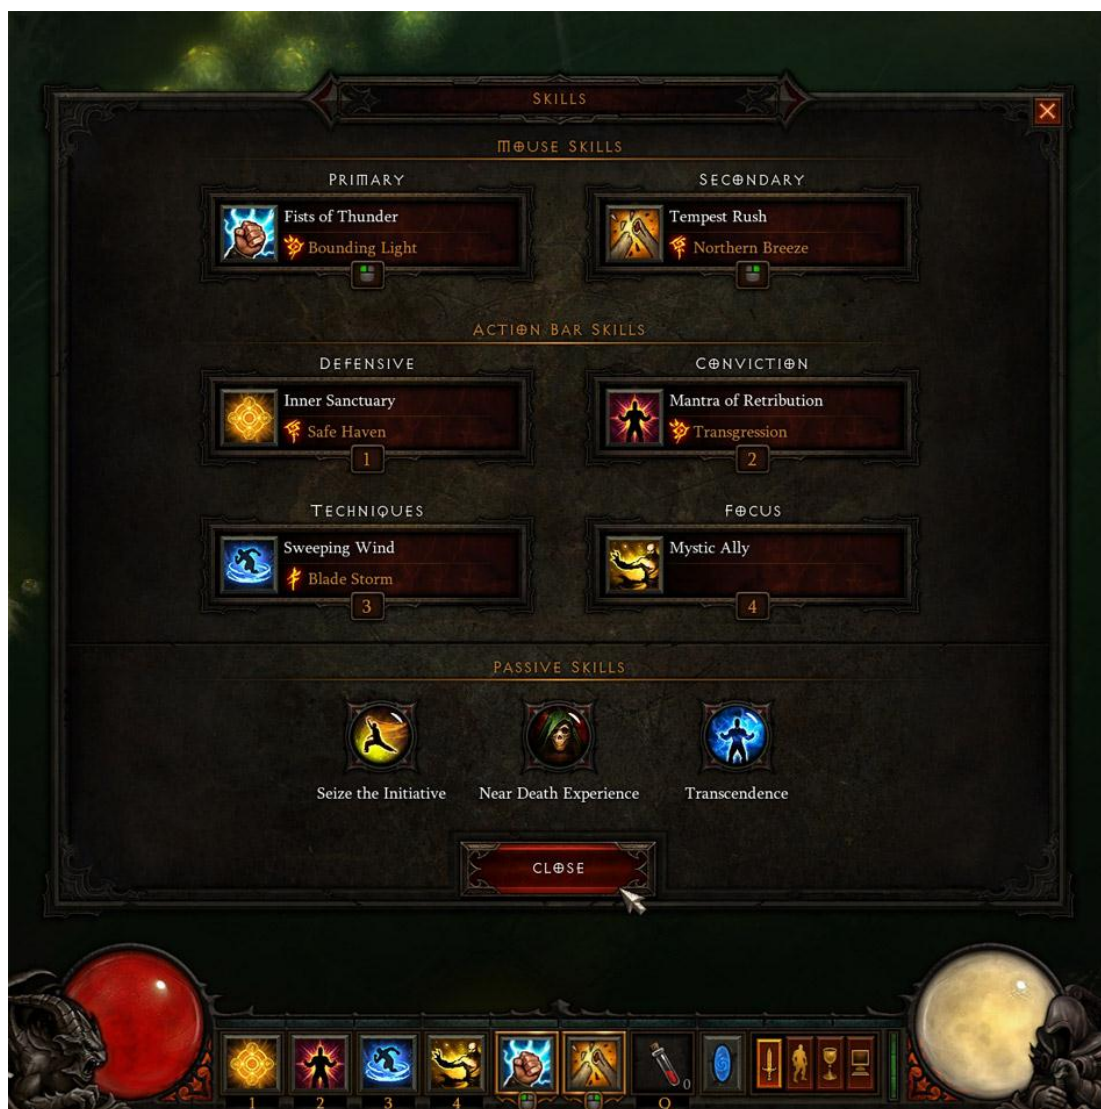 SKILLS
MOUSE SKILLS
PRIMARY
SECONDARY
Fists of Thunder
Bounding Light
Tempest Rush
Northern Breeze
ACTION BAR SKILLS
DEFENSIVE
CONVICTION
Inner Sanctuary
Safe Haven
1
Mantra of Retribution
Transgression
2
TECHNIQUES
FOCUS
Sweeping Wind
Blade Storm
3
Mystic Ally
4
PASSIVE SKILLS
Seize the Initiative
Near Death Experience
Transcendence
CLOSE
0
1 2 3 4 Q